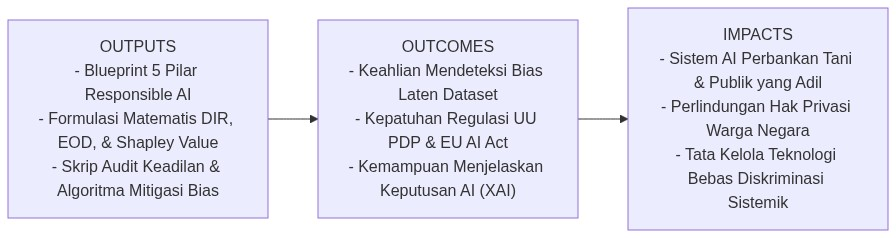 OUTPUTS
- Blueprint 5 Pilar
Responsible AI
- Formulasi Matematis DIR,
EOD, & Shapley Value
- Skrip Audit Keadilan &
Algoritma Mitigasi Bias
OUTCOMES
- Keahlian Mendeteksi Bias
Laten Dataset
- Kepatuhan Regulasi UU
PDP & EU AI Act
- Kemampuan Menjelaskan
Keputusan AI (XAI)
IMPACTS
- Sistem AI Perbankan Tani
& Publik yang Adil
- Perlindungan Hak Privasi
Warga Negara
- Tata Kelola Teknologi
Bebas Diskriminasi
Sistemik